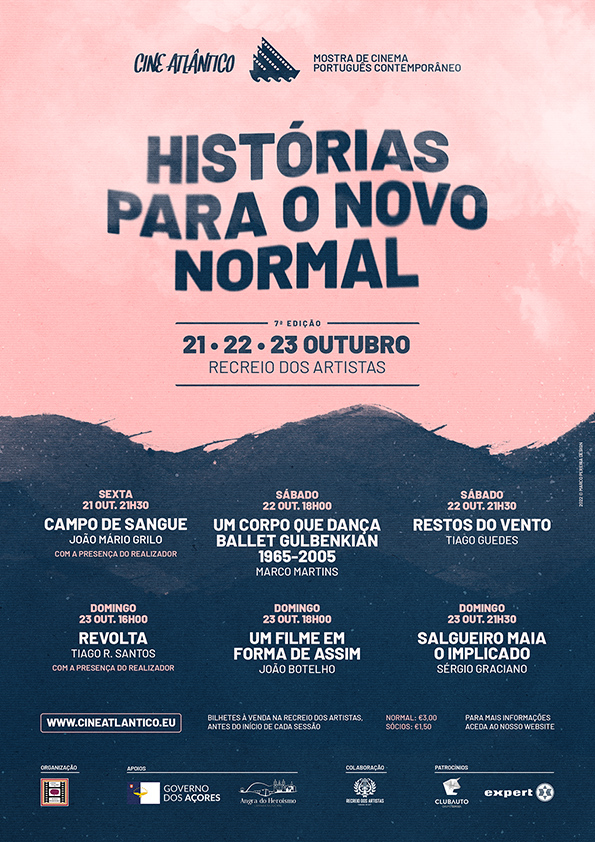 CINE ATLÂNTICO
MOSTRA DE CINEMA
PORTUGUÊS CONTEMPORÂNEO
HISTÓRIAS
PARA O NOVO
NORMAL
7ª EDIÇÃO
21 • 22 • 23 OUTUBRO
RECREIO DOS ARTISTAS
2022 © MARCO PEREIRA DESIGN
SEXTA
21 OUT. 21H30
CAMPO DE SANGUE
JOÃO MÁRIO GRILO
COM A PRESENÇA DO REALIZADOR
SÁBADO
22 OUT. 18H00
UM CORPO QUE DANÇA
BALLET GULBENKIAN
1965-2005
MARCO MARTINS
SÁBADO
22 OUT. 21H30
RESTOS DO VENTO
TIAGO GUEDES
DOMINGO
23 OUT. 16H00
REVOLTA
TIAGO R. SANTOS
COM A PRESENÇA DO REALIZADOR
DOMINGO
23 OUT. 18H00
UM FILME EM
FORMA DE ASSIM
JOÃO BOTELHO
DOMINGO
23 OUT. 21H30
SALGUEIRO MAIA
O IMPLICADO
SÉRGIO GRACIANO
WWW.CINEATLANTICO.EU
BILHETES À VENDA NA RECREIO DOS ARTISTAS,
ANTES DO INÍCIO DE CADA SESSÃO
NORMAL: €3,00
SÓCIOS: €1,50
PARA MAIS INFORMAÇÕES
ACEDA AO NOSSO WEBSITE
ORGANIZAÇÃO
APOIOS
GOVERNO
DOS AÇORES
Angra do Heroísmo
COLABORAÇÃO
RECREIO DOS ARTISTAS
PATROCÍNIOS
CLUBAUTO
expert